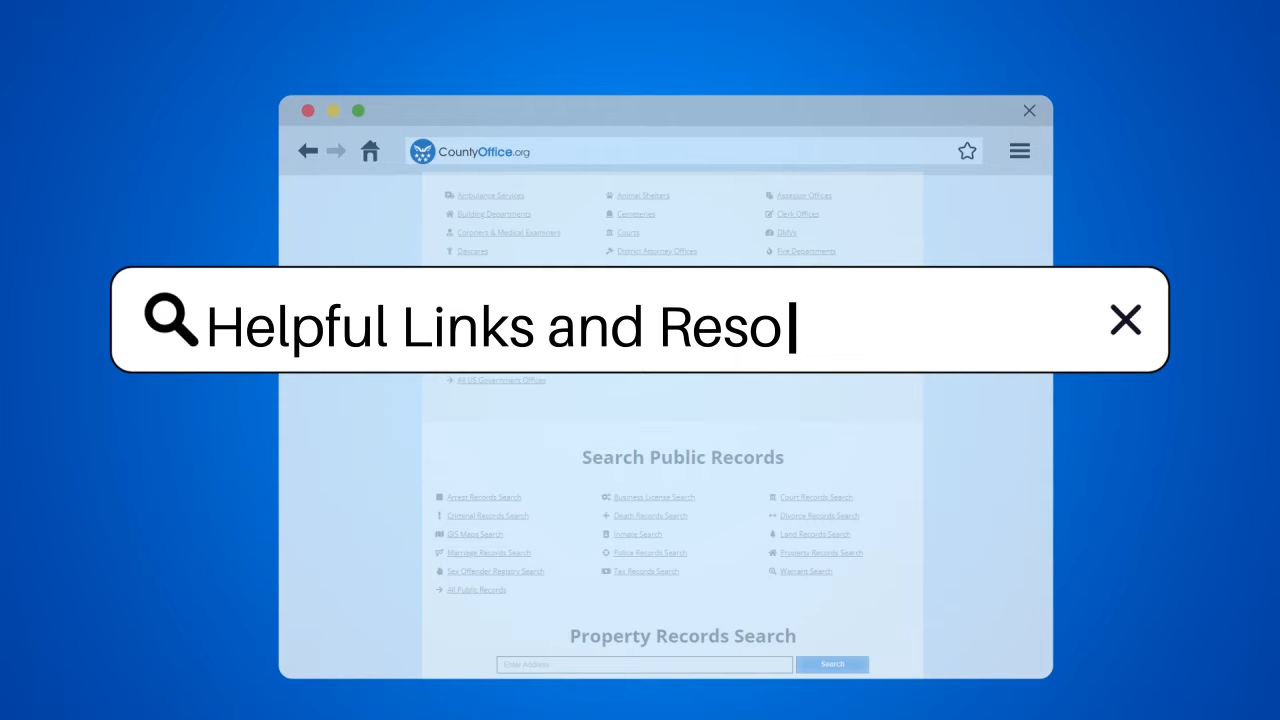 CountyOffice.org
Ambulance Services Animal Shelters Assessor Offices
Building Departments Cemeteries Clerk Offices
Coroners & Medical Examiners Courts DMVs
Daycares District Attorney Offices Fire Departments
Helpful Links and Reso
All US Government Offices
Search Public Records
Arrest Records Search Business License Search Court Records Search
Criminal Records Search Death Records Search Divorce Records Search
GIS Maps Search Inmate Search Land Records Search
Marriage Records Search Police Records Search Property Records Search
Sex Offender Registry Search Tax Records Search Warrant Search
All Public Records
Property Records Search
Enter Address Search